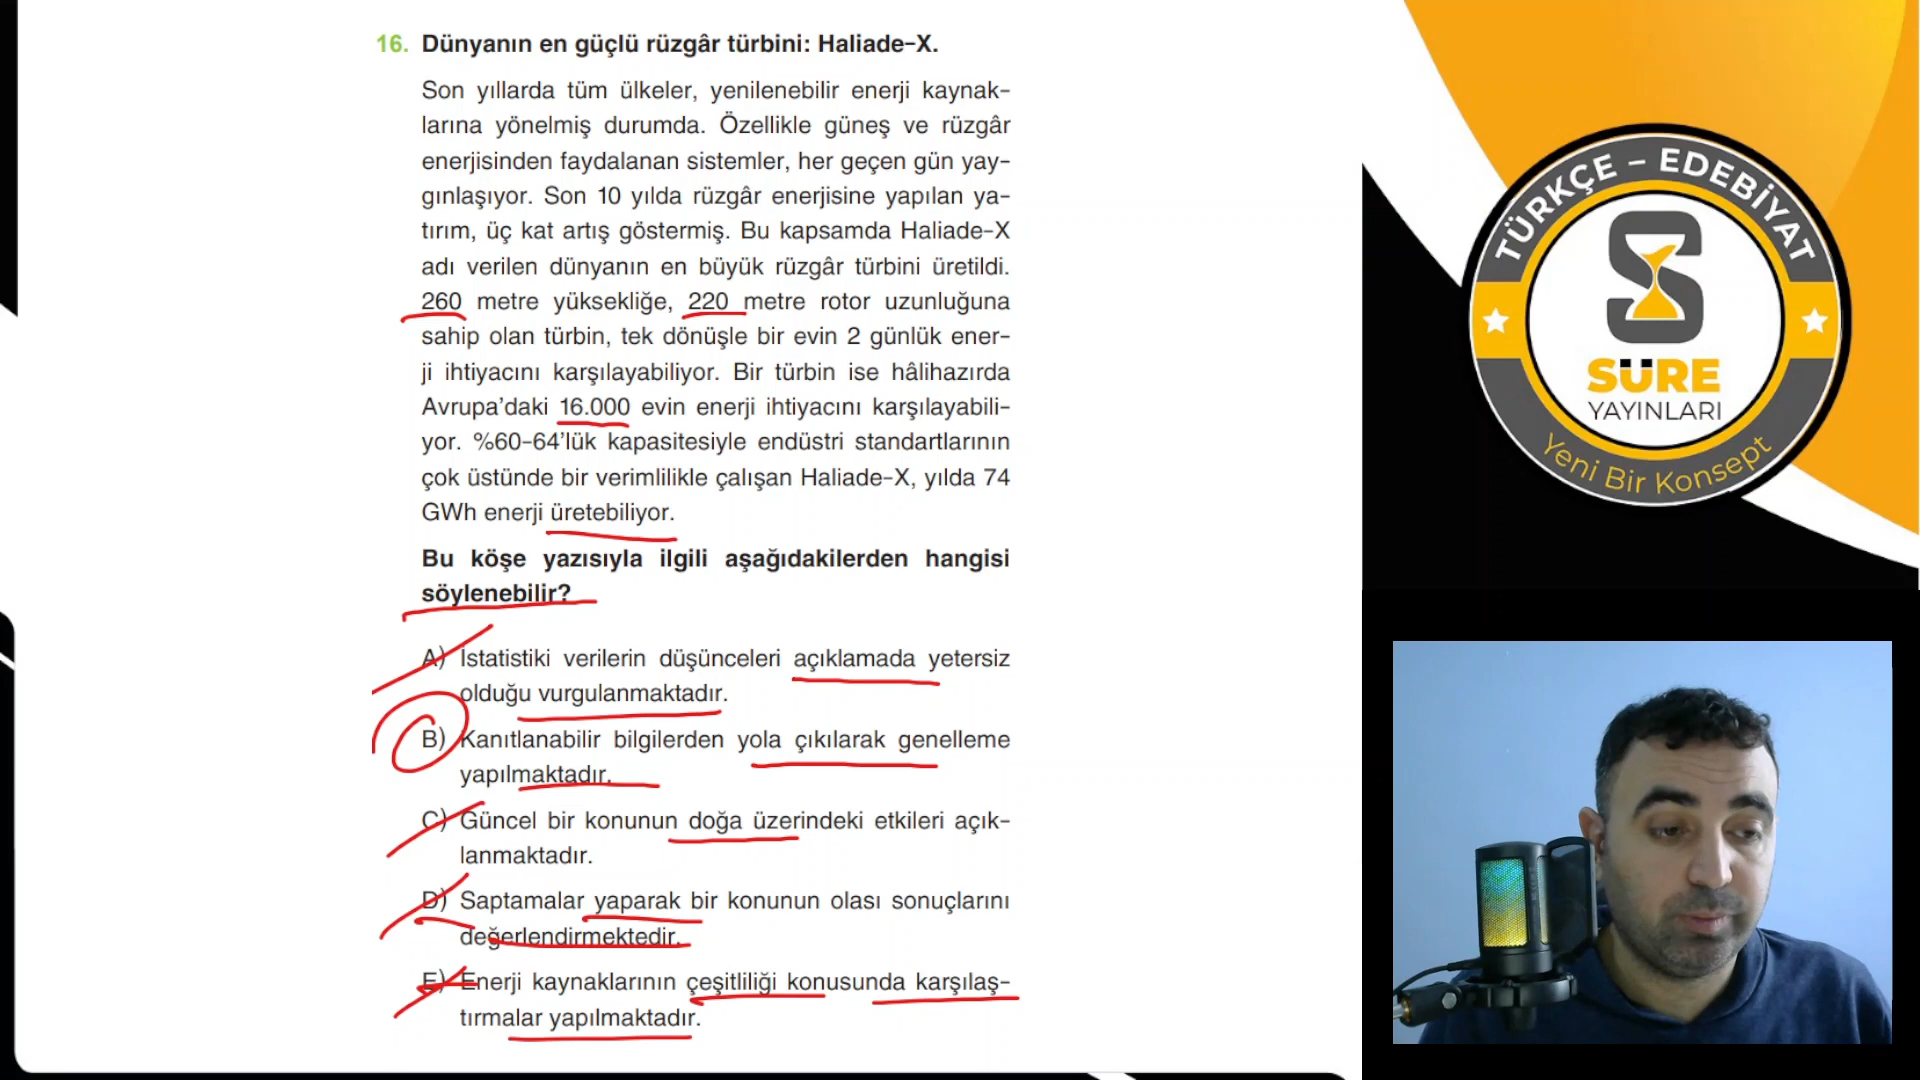 16. Dünyanın en güçlü rüzgâr türbini: Haliade-X.
Son yıllarda tüm ülkeler, yenilenebilir enerji kaynak-
larına yönelmiş durumda. Özellikle güneş ve rüzgâr
enerjisinden faydalanan sistemler, her geçen gün yay-
gınlaşıyor. Son 10 yılda rüzgâr enerjisine yapılan ya-
tırım, üç kat artış göstermiş. Bu kapsamda Haliade-X
adı verilen dünyanın en büyük rüzgâr türbini üretildi.
260 metre yüksekliğe, 220 metre rotor uzunluğuna
sahip olan türbin, tek dönüşle bir evin 2 günlük ener-
ji ihtiyacını karşılayabiliyor. Bir türbin ise hâlihazırda
Avrupa'daki 16.000 evin enerji ihtiyacını karşılayabili-
yor. %60-64'lük kapasitesiyle endüstri standartlarının
çok üstünde bir verimlilikle çalışan Haliade-X, yılda 74
GWh enerji üretebiliyor.
Bu köşe yazısıyla ilgili aşağıdakilerden hangisi
söylenebilir?
A) İstatistiki verilerin düşünceleri açıklamada yetersiz
olduğu vurgulanmaktadır.
B) Kanıtlanabilir bilgilerden yola çıkılarak genelleme
yapılmaktadır.
C) Güncel bir konunun doğa üzerindeki etkileri açık-
lanmaktadır.
D) Saptamalar yaparak bir konunun olası sonuçlarını
değerlendirmektedir.
E) Enerji kaynaklarının çeşitliliği konusunda karşılaş-
tırmalar yapılmaktadır.
TÜRKÇE – EDEBİYAT
S
SÜRE
YAYINLARI
Yeni Bir Konsept